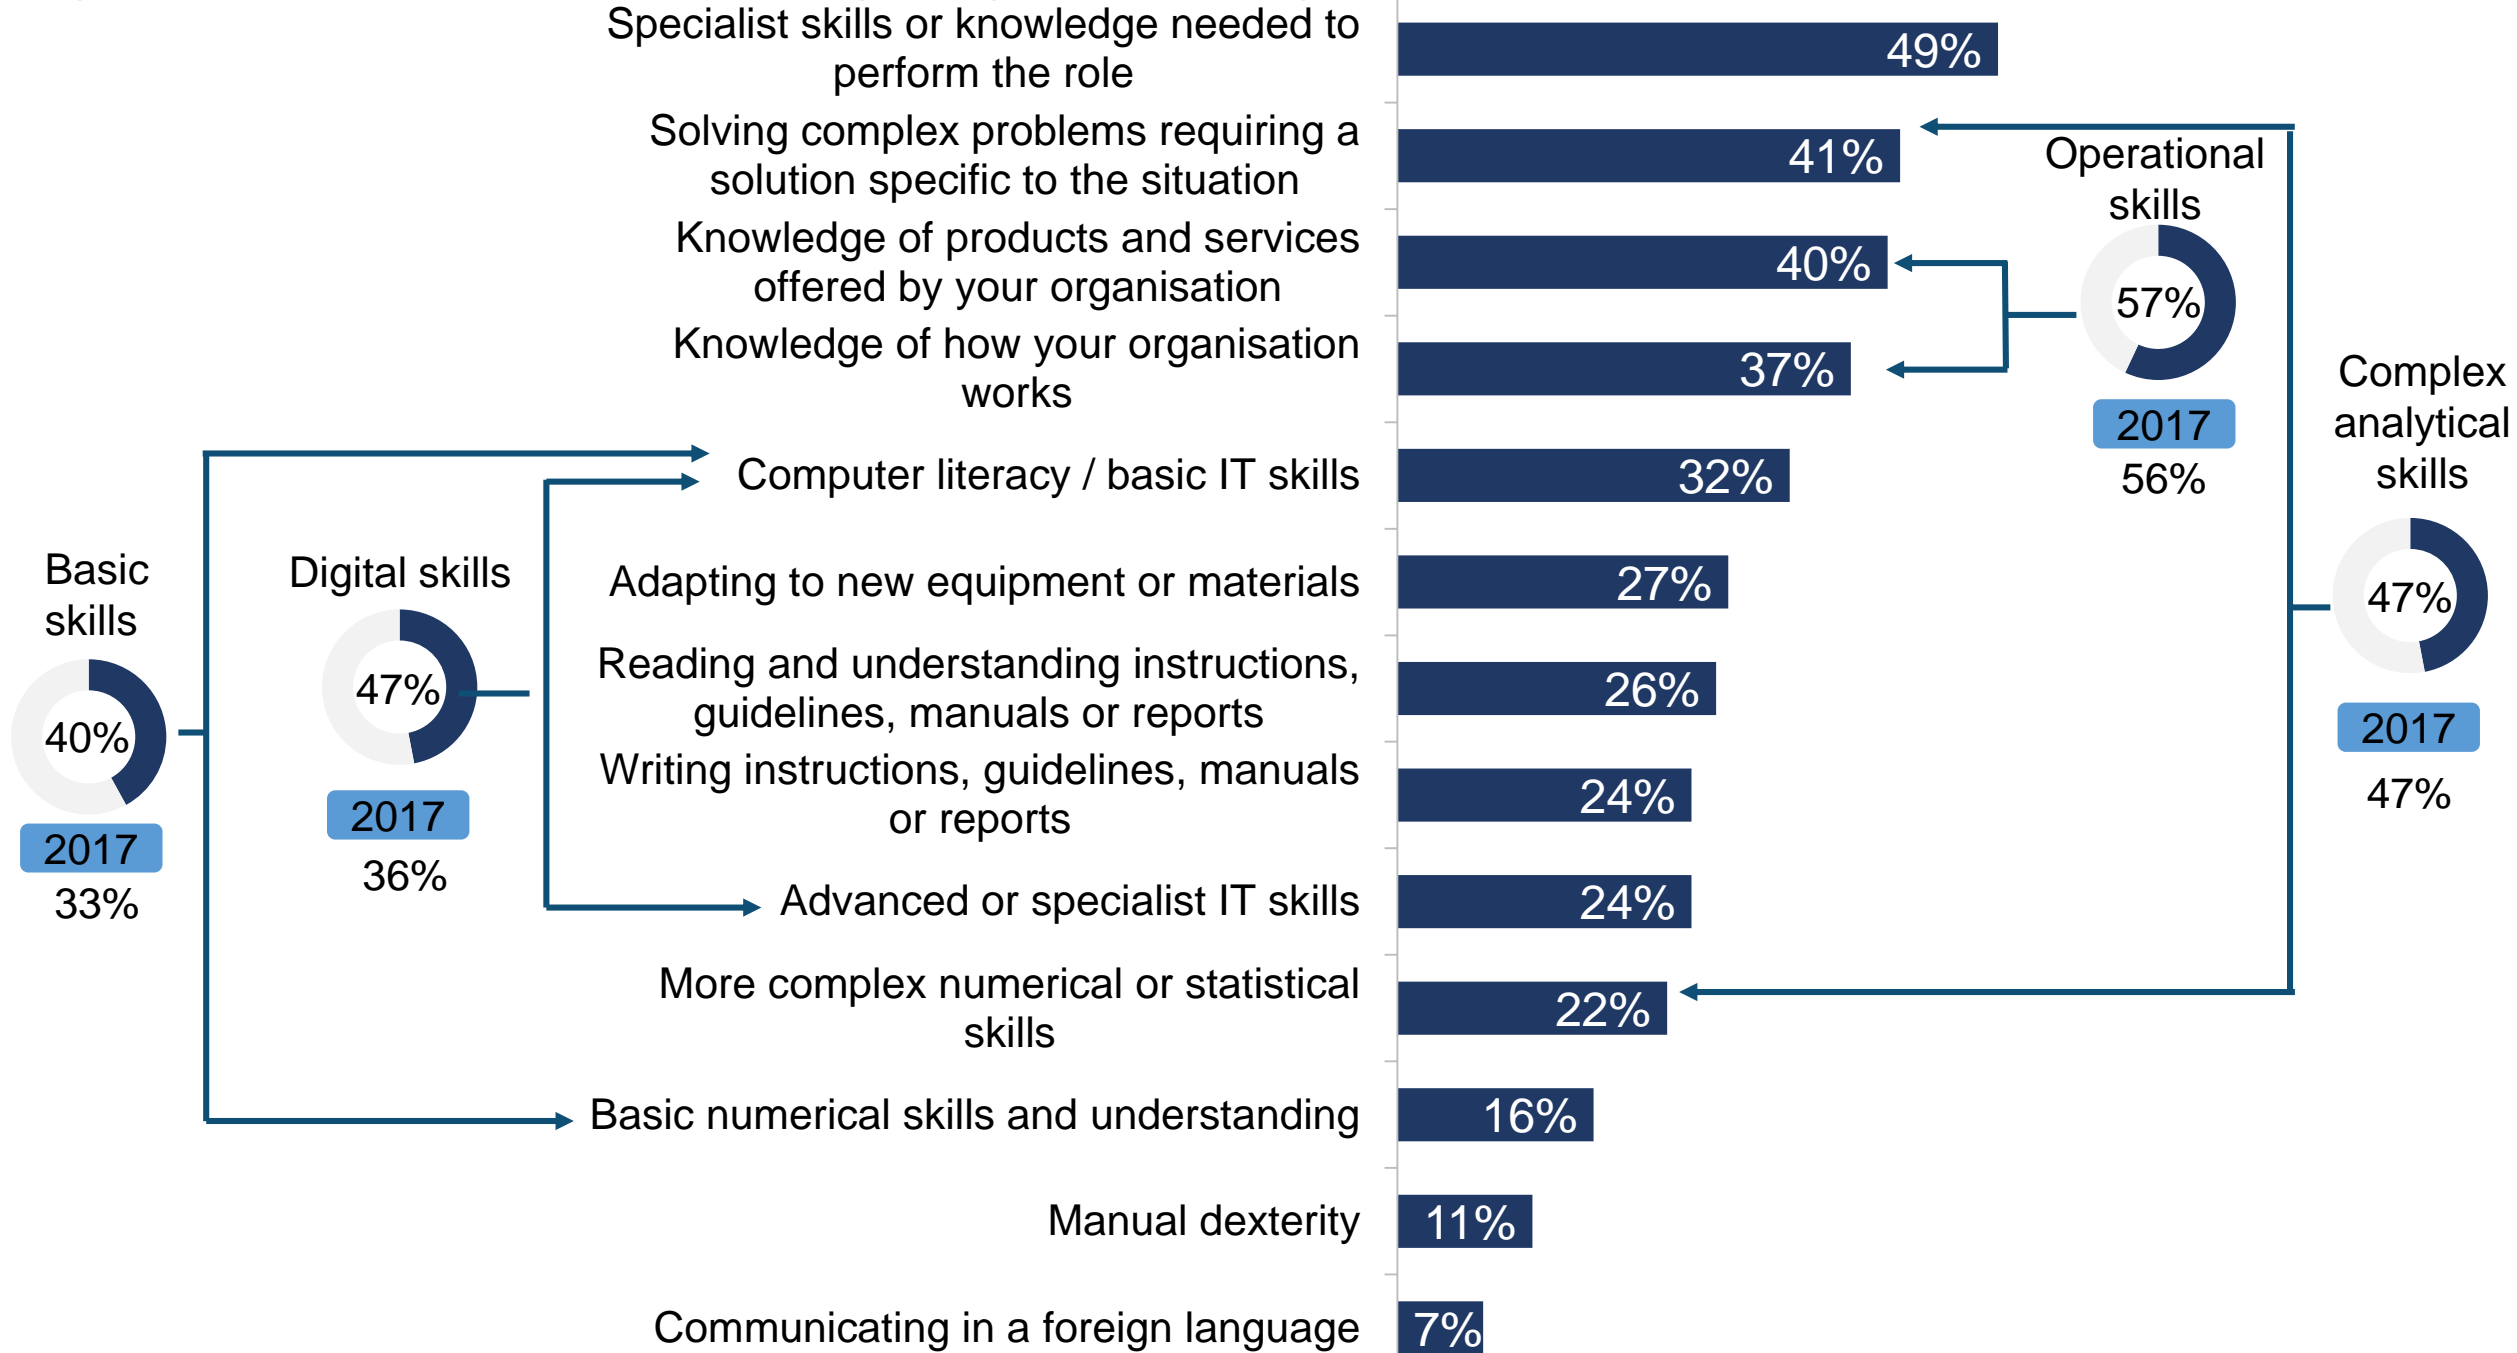 Specialist skills or knowledge needed to
perform the role
49%
Solving complex problems requiring a
solution specific to the situation
41%
Knowledge of products and services
offered by your organisation
40%
Knowledge of how your organisation
works
37%
Computer literacy / basic IT skills
32%
Adapting to new equipment or materials
27%
Reading and understanding instructions,
guidelines, manuals or reports
26%
Writing instructions, guidelines, manuals
or reports
24%
Advanced or specialist IT skills
24%
More complex numerical or statistical
skills
22%
Basic numerical skills and understanding
16%
Manual dexterity
11%
Communicating in a foreign language
7%
Basic
skills
40%
2017
33%
Digital skills
47%
2017
36%
Operational
skills
57%
2017
56%
Complex
analytical
skills
47%
2017
47%